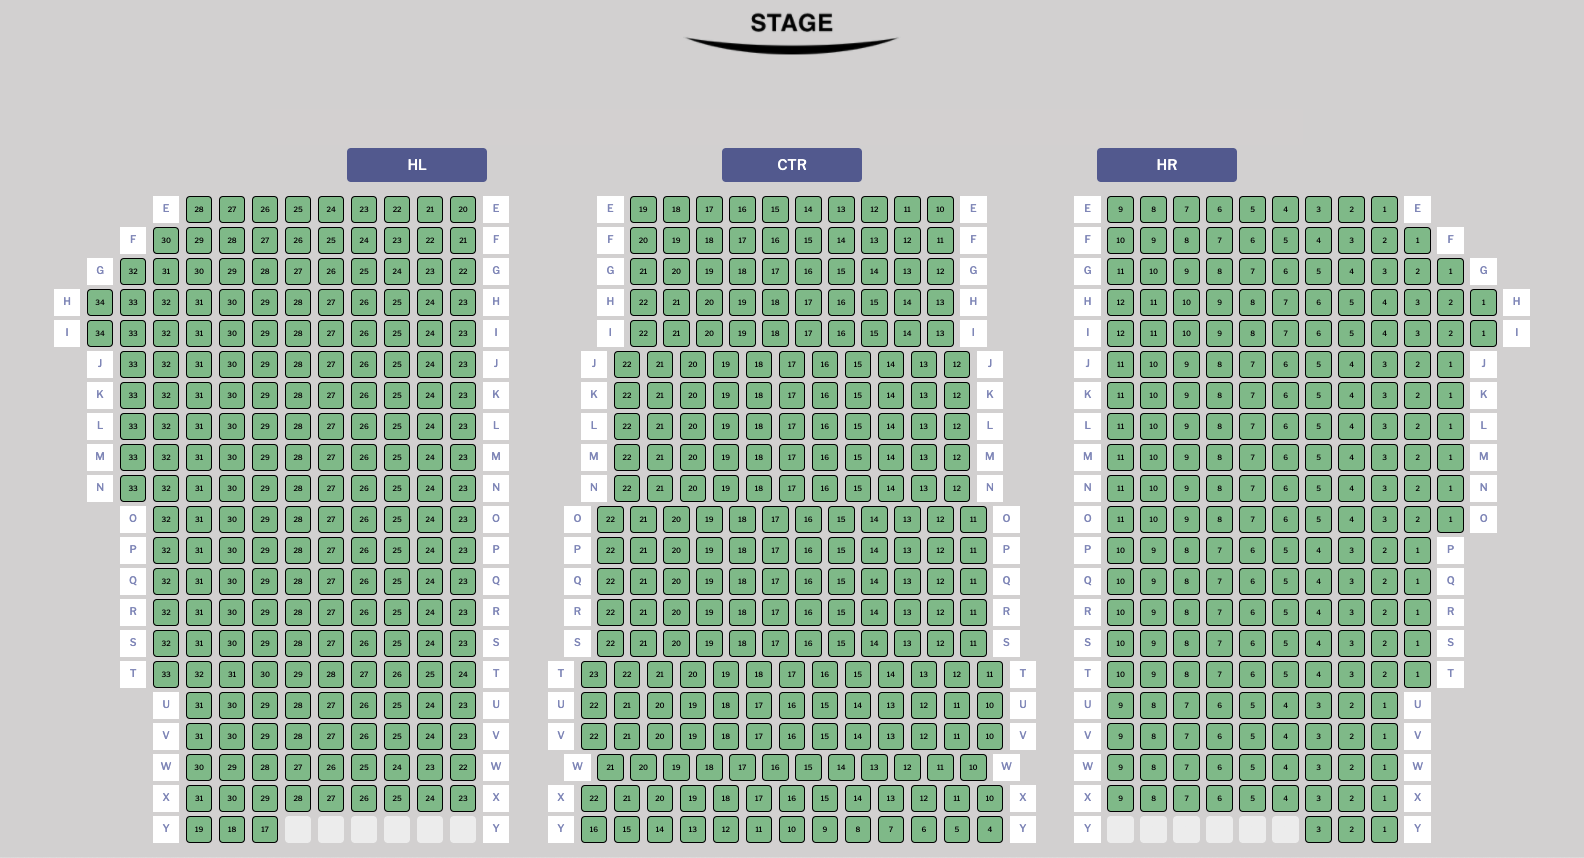 STAGE
HL CTR HR
E 28 27 26 25 24 23 22 21 20 E E 19 18 17 16 15 14 13 12 11 10 E E 9 8 7 6 5 4 3 2 1 E
F 30 29 28 27 26 25 24 23 22 21 F F 20 19 18 17 16 15 14 13 12 11 F F 10 9 8 7 6 5 4 3 2 1 F
G 32 31 30 29 28 27 26 25 24 23 22 G G 21 20 19 18 17 16 15 14 13 12 G G 11 10 9 8 7 6 5 4 3 2 1 G
H 34 33 32 31 30 29 28 27 26 25 24 23 H H 22 21 20 19 18 17 16 15 14 13 H H 12 11 10 9 8 7 6 5 4 3 2 1 H
I 34 33 32 31 30 29 28 27 26 25 24 23 I I 22 21 20 19 18 17 16 15 14 13 I I 12 11 10 9 8 7 6 5 4 3 2 1 I
J 33 32 31 30 29 28 27 26 25 24 23 J J 22 21 20 19 18 17 16 15 14 13 12 J J 11 10 9 8 7 6 5 4 3 2 1 J
K 33 32 31 30 29 28 27 26 25 24 23 K K 22 21 20 19 18 17 16 15 14 13 12 K K 11 10 9 8 7 6 5 4 3 2 1 K
L 33 32 31 30 29 28 27 26 25 24 23 L L 22 21 20 19 18 17 16 15 14 13 12 L L 11 10 9 8 7 6 5 4 3 2 1 L
M 33 32 31 30 29 28 27 26 25 24 23 M M 22 21 20 19 18 17 16 15 14 13 12 M M 11 10 9 8 7 6 5 4 3 2 1 M
N 33 32 31 30 29 28 27 26 25 24 23 N N 22 21 20 19 18 17 16 15 14 13 12 N N 11 10 9 8 7 6 5 4 3 2 1 N
O 32 31 30 29 28 27 26 25 24 23 O O 22 21 20 19 18 17 16 15 14 13 12 11 O O 11 10 9 8 7 6 5 4 3 2 1 O
P 32 31 30 29 28 27 26 25 24 23 P P 22 21 20 19 18 17 16 15 14 13 12 11 P P 10 9 8 7 6 5 4 3 2 1 P
Q 32 31 30 29 28 27 26 25 24 23 Q Q 22 21 20 19 18 17 16 15 14 13 12 11 Q Q 10 9 8 7 6 5 4 3 2 1 Q
R 32 31 30 29 28 27 26 25 24 23 R R 22 21 20 19 18 17 16 15 14 13 12 11 R R 10 9 8 7 6 5 4 3 2 1 R
S 32 31 30 29 28 27 26 25 24 23 S S 22 21 20 19 18 17 16 15 14 13 12 11 S S 10 9 8 7 6 5 4 3 2 1 S
T 33 32 31 30 29 28 27 26 25 24 T T 23 22 21 20 19 18 17 16 15 14 13 12 11 T T 10 9 8 7 6 5 4 3 2 1 T
U 31 30 29 28 27 26 25 24 23 U U 22 21 20 19 18 17 16 15 14 13 12 11 10 U U 9 8 7 6 5 4 3 2 1 U
V 31 30 29 28 27 26 25 24 23 V V 22 21 20 19 18 17 16 15 14 13 12 11 10 V V 9 8 7 6 5 4 3 2 1 V
W 30 29 28 27 26 25 24 23 22 W W 21 20 19 18 17 16 15 14 13 12 11 10 W W 9 8 7 6 5 4 3 2 1 W
X 31 30 29 28 27 26 25 24 23 X X 22 21 20 19 18 17 16 15 14 13 12 11 10 X X 9 8 7 6 5 4 3 2 1 X
Y 19 18 17 Y Y 16 15 14 13 12 11 10 9 8 7 6 5 4 Y Y 3 2 1 Y